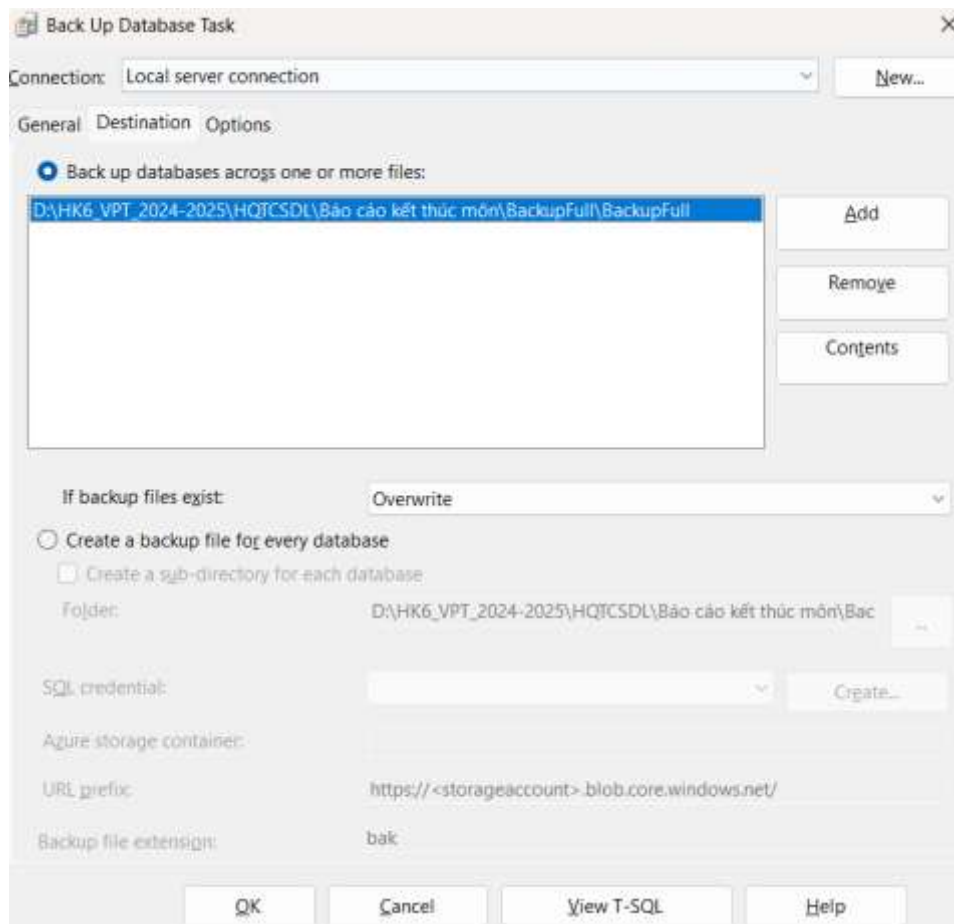 Back Up Database Task
Connection: Local server connection New...
General Destination Options
Back up databases across one or more files:
D:\HK6_VPT_2024-2025\HQTCSDL\Báo cáo kết thúc môn\BackupFull\BackupFull
Add
Remove
Contents
If backup files exist: Overwrite
Create a backup file for every database
Create a sub-directory for each database
Folder: D:\HK6_VPT_2024-2025\HQTCSDL\Báo cáo kết thúc môn\Bac ...
SQL credential: Create...
Azure storage container:
URL prefix: https://<storageaccount>.blob.core.windows.net/
Backup file extension: bak
OK Cancel View T-SQL Help